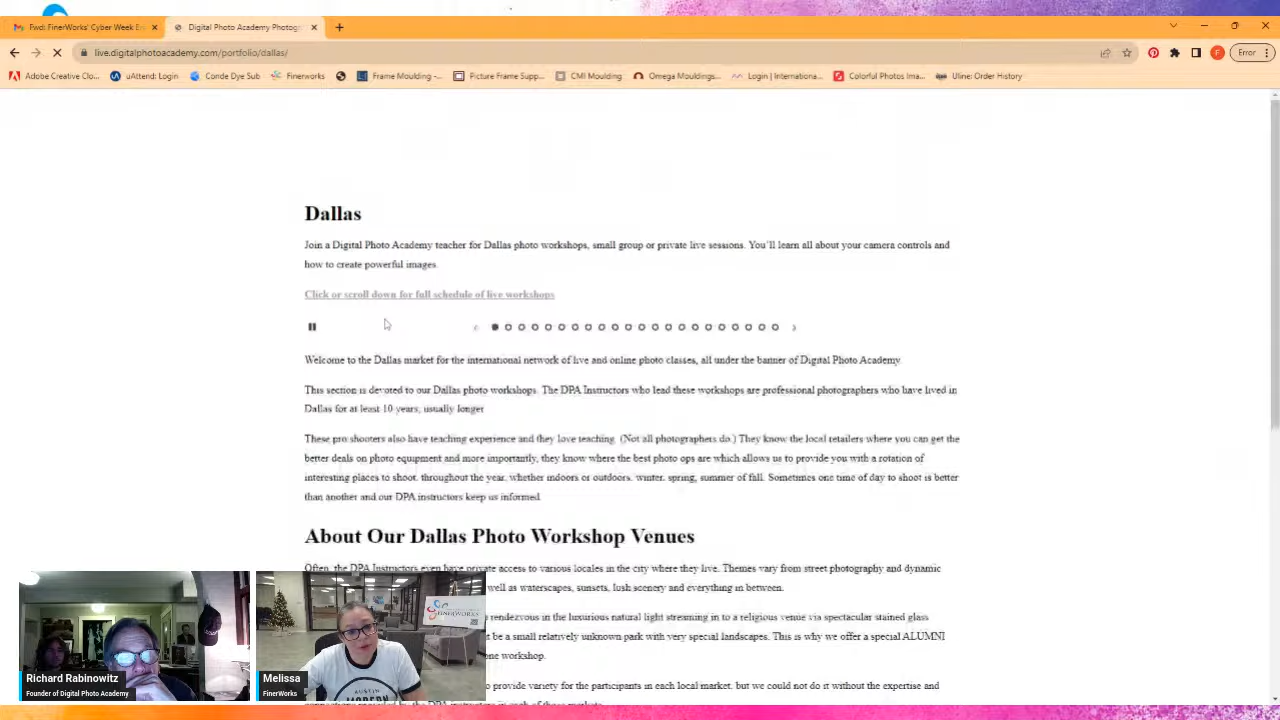 Fwd: FinerWorks' Cyber Week E
Digital Photo Academy Photog
live.digitalphotoacademy.com/portfolio/dallas/
F
Error
Adobe Creative Clo...
uAttend: Login
Conde Dye Sub
Finerworks
Frame Moulding -...
Picture Frame Supp...
CMI Moulding
Omega Mouldings...
Login | Internationa...
Colorful Photos Ima...
Uline: Order History
Dallas
Join a Digital Photo Academy teacher for Dallas photo workshops, small group or private live sessions. You'll learn all about your camera controls and
how to create powerful images.
Click or scroll down for full schedule of live workshops
Welcome to the Dallas market for the international network of live and online photo classes, all under the banner of Digital Photo Academy.
This section is devoted to our Dallas photo workshops. The DPA Instructors who lead these workshops are professional photographers who have lived in
Dallas for at least 10 years, usually longer
These pro shooters also have teaching experience and they love teaching. (Not all photographers do.) They know the local retailers where you can get the
better deals on photo equipment and more importantly, they know where the best photo ops are which allows us to provide you with a rotation of
interesting places to shoot, throughout the year, whether indoors or outdoors, winter, spring, summer of fall. Sometimes one time of day to shoot is better
than another and our DPA instructors keep us informed.
About Our Dallas Photo Workshop Venues
Often, the DPA Instructors even have private access to various locales in the city where they live. Themes vary from street photography and dynamic
well as waterscapes, sunsets, lush scenery and everything in between.
rendezvous in the luxurious natural light streaming in to a religious venue via spectacular stained glass
be a small relatively unknown park with very special landscapes. This is why we offer a special ALUMNI
one workshop.
to provide variety for the participants in each local market, but we could not do it without the expertise and
FINERWORKS
AUSTIN
MODERN
Richard Rabinowitz
Founder of Digital Photo Academy
Melissa
FinerWorks